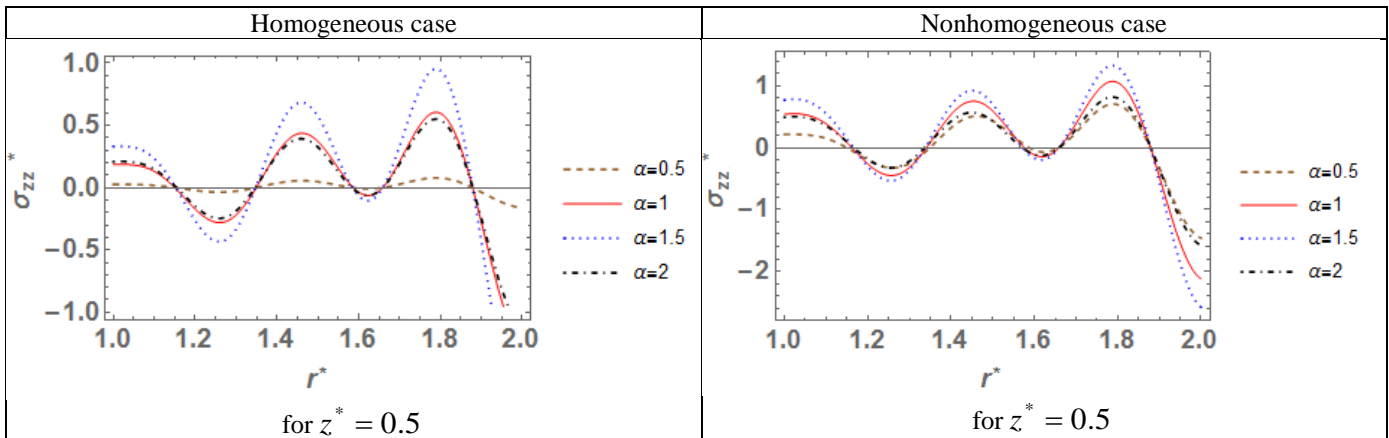 Homogeneous case
Nonhomogeneous case
1.0
0.5
0.0
−0.5
−1.0
σzz*
1.0 1.2 1.4 1.6 1.8 2.0
r*
α=0.5
α=1
α=1.5
α=2
for z* = 0.5
1
0
−1
−2
σzz*
1.0 1.2 1.4 1.6 1.8 2.0
r*
α=0.5
α=1
α=1.5
α=2
for z* = 0.5